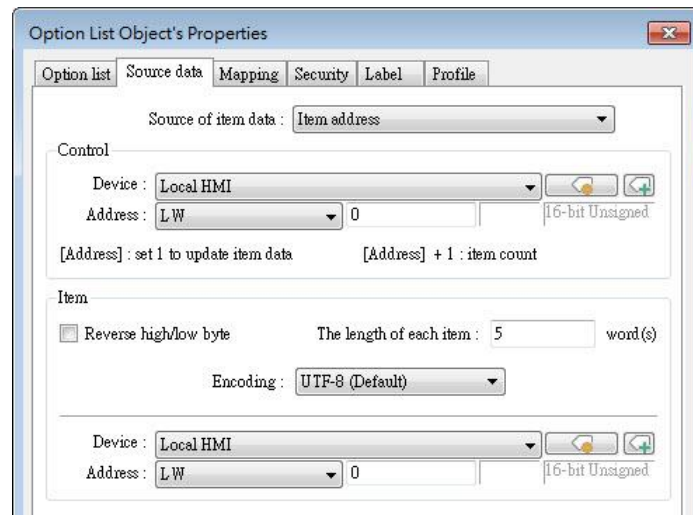 Option List Object's Properties
Option list Source data Mapping Security Label Profile
Source of item data : Item address
Control
Device : Local HMI
Address : LW 0 16-bit Unsigned
[Address] : set 1 to update item data [Address] + 1 : item count
Item
Reverse high/low byte The length of each item : 5 word(s)
Encoding : UTF-8 (Default)
Device : Local HMI
Address : LW 0 16-bit Unsigned